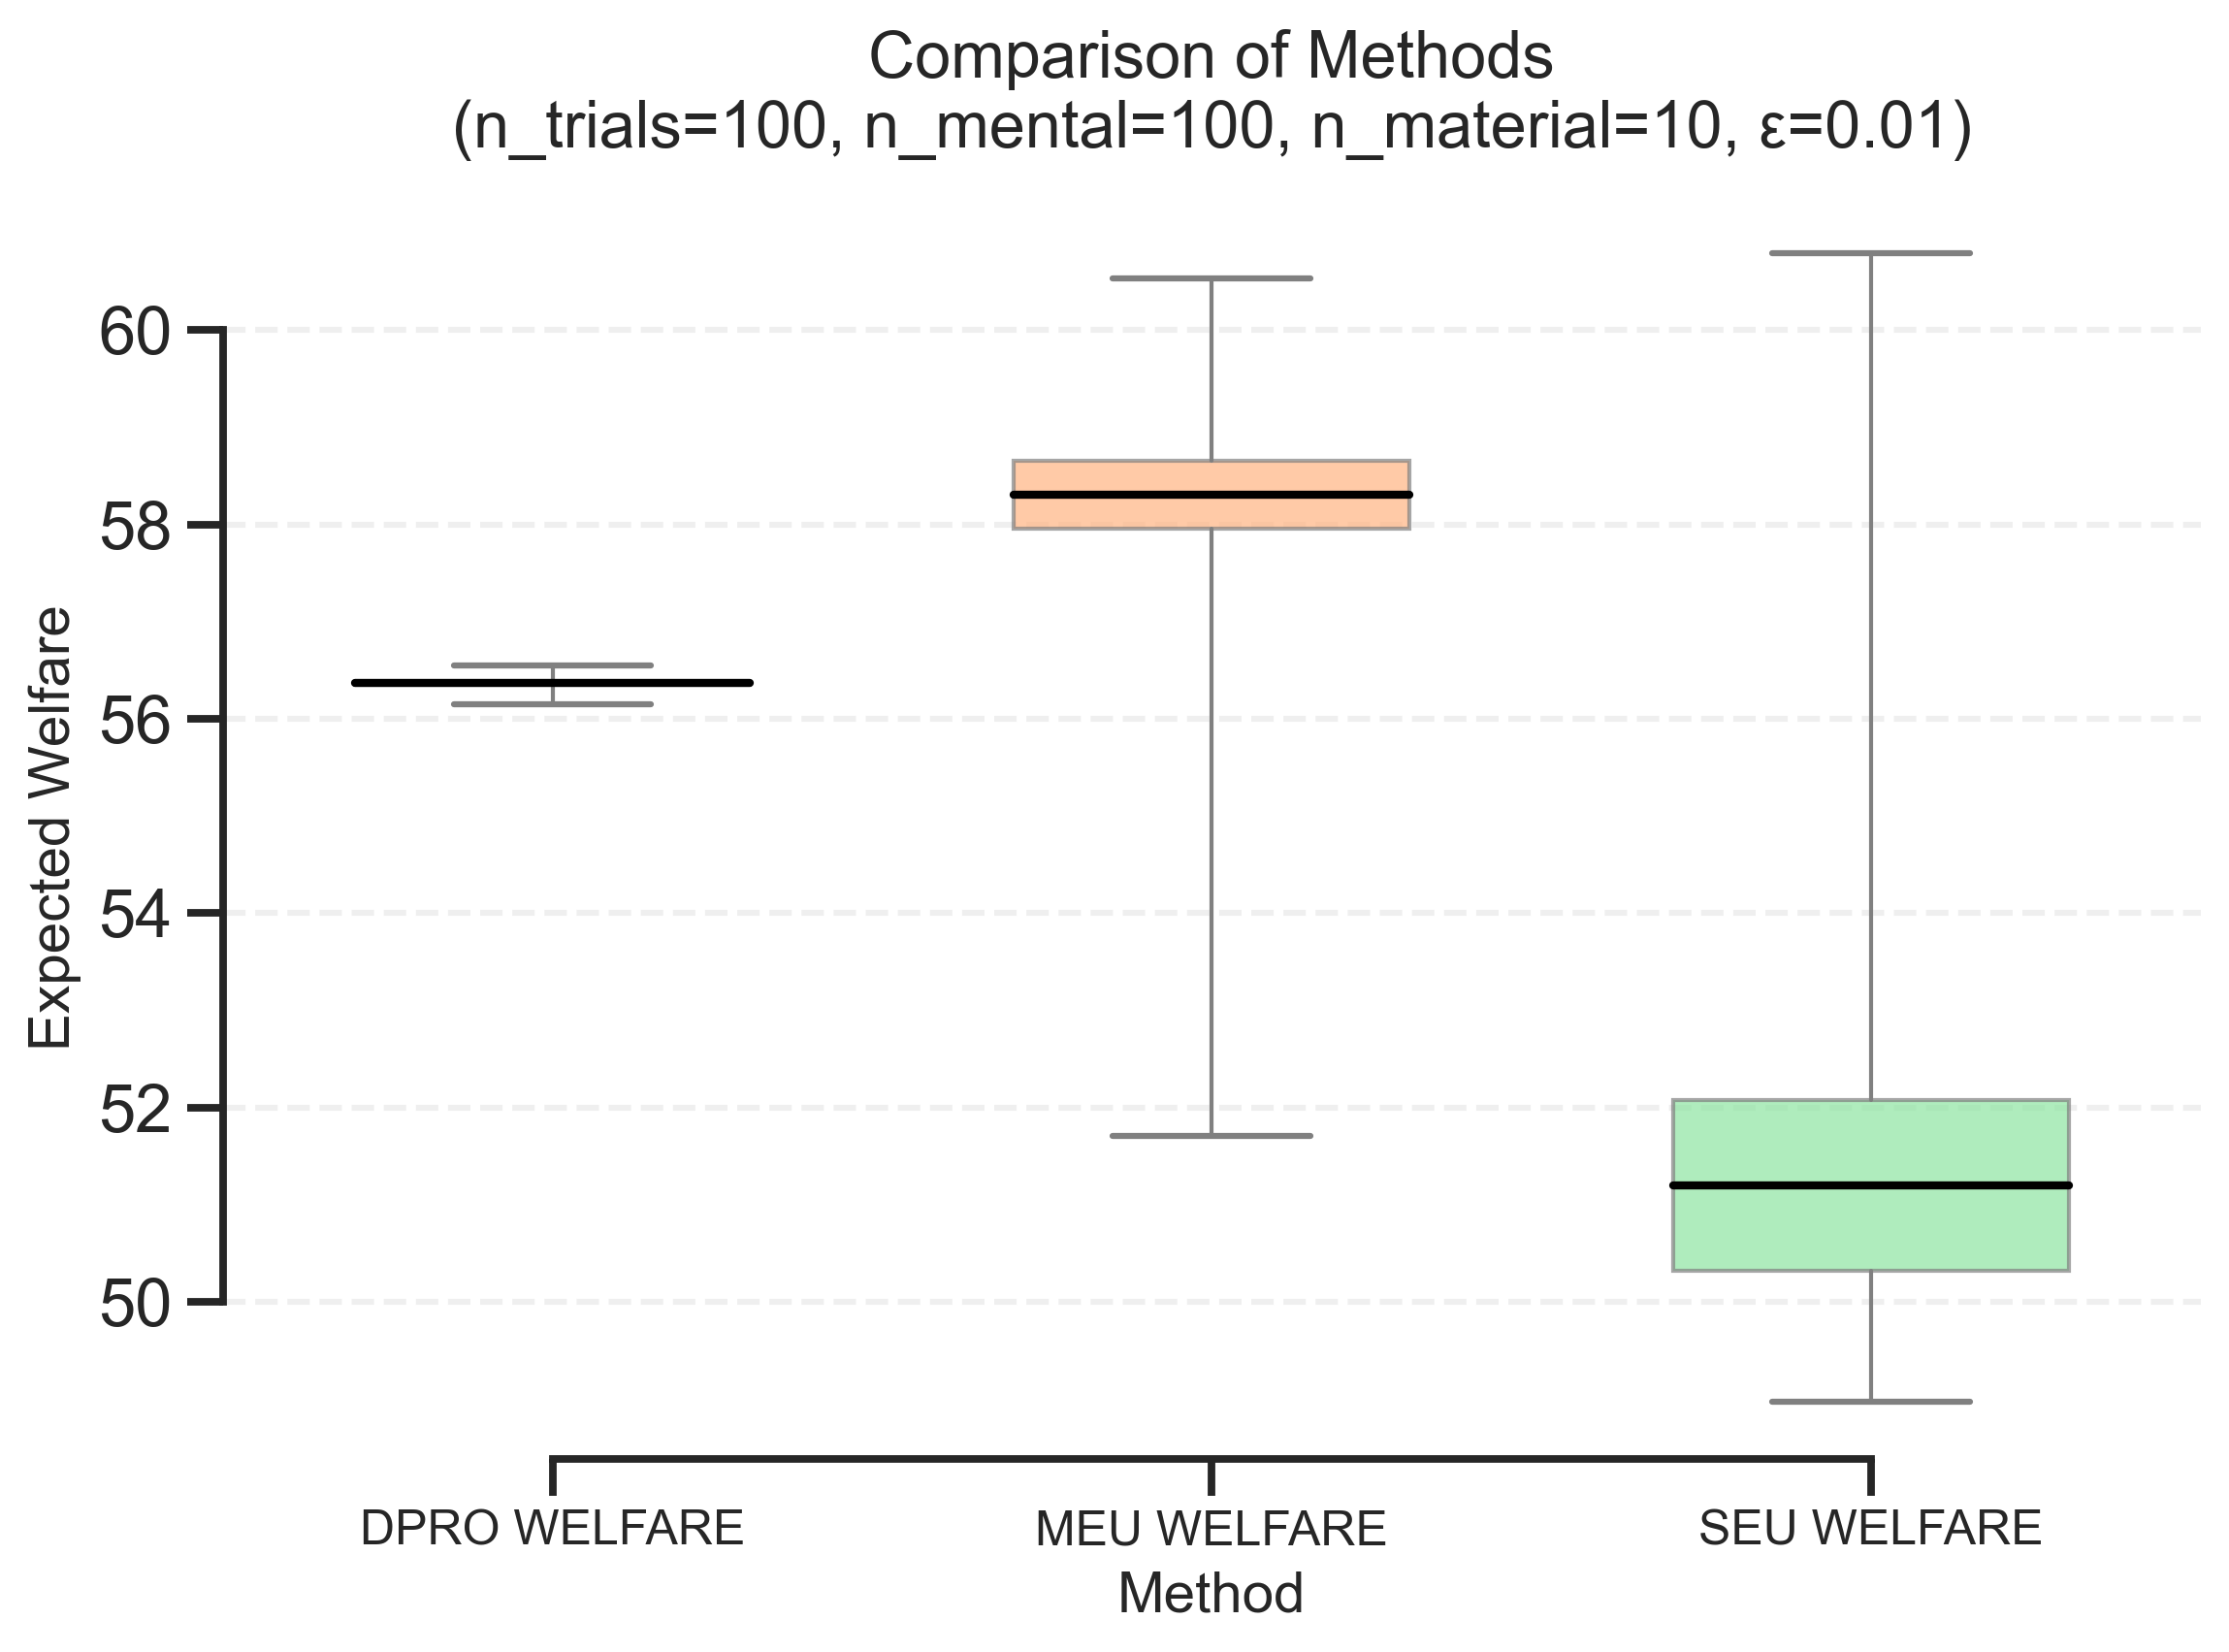 Comparison of Methods
(n_trials=100, n_mental=100, n_material=10, ε=0.01)
Expected Welfare
60
58
56
54
52
50
DPRO WELFARE
MEU WELFARE
SEU WELFARE
Method